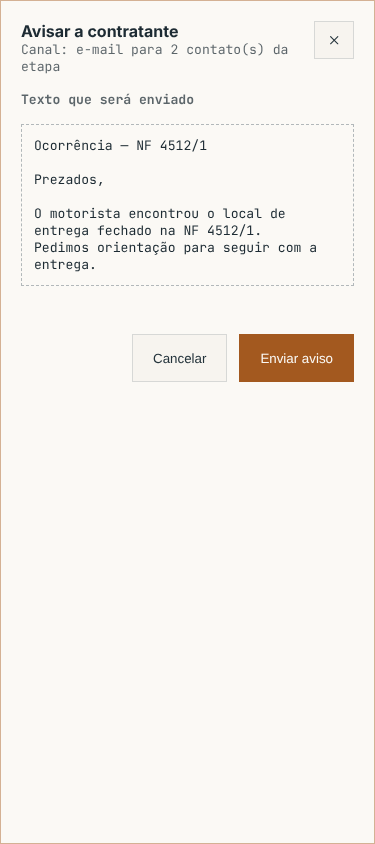 Avisar a contratante
Canal: e-mail para 2 contato(s) da
etapa
×
Texto que será enviado
Ocorrência — NF 4512/1
Prezados,
O motorista encontrou o local de
entrega fechado na NF 4512/1.
Pedimos orientação para seguir com a
entrega.
Cancelar
Enviar aviso